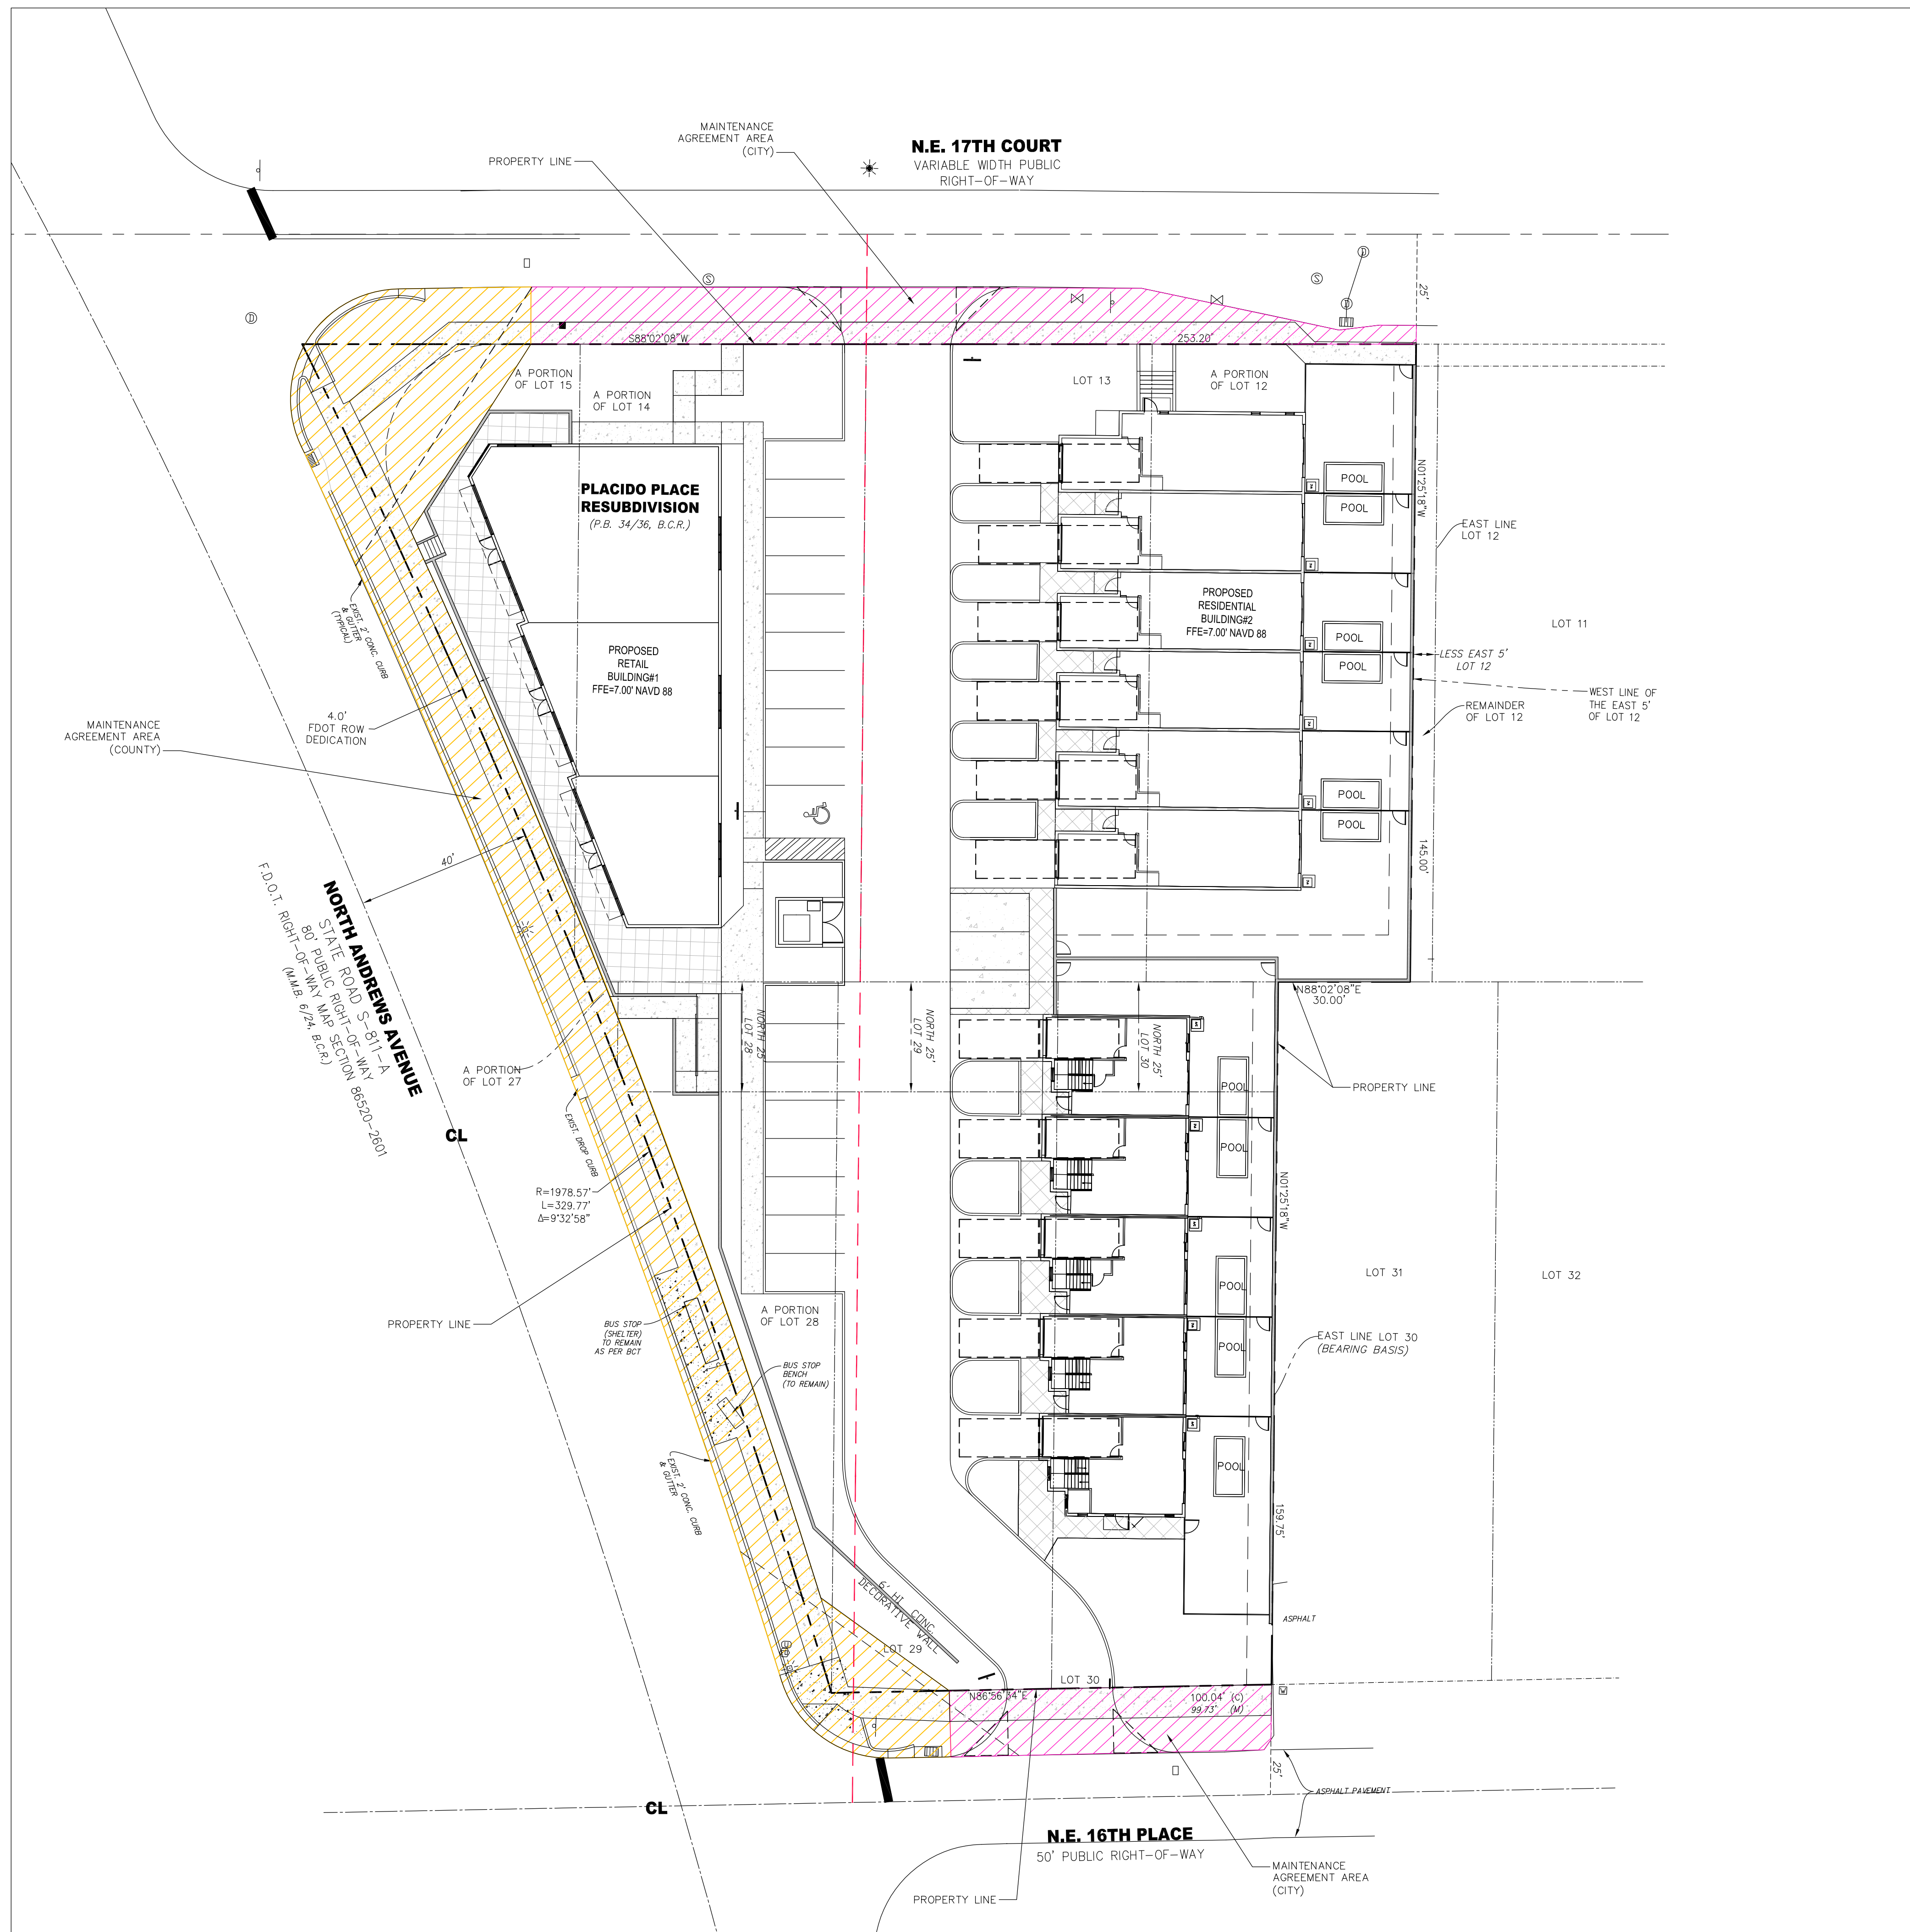 MAINTENANCE
AGREEMENT AREA
(CITY)
PROPERTY LINE
N.E. 17TH COURT
VARIABLE WIDTH PUBLIC
RIGHT-OF-WAY
D
S
S
D
D
25'
S88°02'08"W
253.20'
A PORTION
OF LOT 15
A PORTION
OF LOT 14
LOT 13
A PORTION
OF LOT 12
PLACIDO PLACE
RESUBDIVISION
(P.B. 34/36, B.C.R.)
POOL
POOL
N01°25'18"W
EAST LINE
LOT 12
EXIST. 2' CONC. CURB
& GUTTER
(TYPICAL)
PROPOSED
RESIDENTIAL
BUILDING#2
FFE=7.00' NAVD 88
POOL
POOL
LOT 11
LESS EAST 5'
LOT 12
PROPOSED
RETAIL
BUILDING#1
FFE=7.00' NAVD 88
WEST LINE OF
THE EAST 5'
OF LOT 12
REMAINDER
OF LOT 12
4.0'
FDOT ROW
DEDICATION
MAINTENANCE
AGREEMENT AREA
(COUNTY)
POOL
POOL
145.00'
40'
NORTH ANDREWS AVENUE
STATE ROAD S-811-A
80' PUBLIC RIGHT-OF-WAY
F.D.O.T. RIGHT-OF-WAY MAP SECTION 86520-2601
(M.M.B. 6/24, B.C.R.)
N88°02'08"E
30.00'
NORTH 25'
LOT 28
NORTH 25'
LOT 29
NORTH 25'
LOT 30
A PORTION
OF LOT 27
PROPERTY LINE
POOL
CL
EXIST. DROP CURB
POOL
R=1978.57'
L=329.77'
Δ=9°32'58"
N01°25'18"W
PROPERTY LINE
A PORTION
OF LOT 28
POOL
LOT 31
LOT 32
BUS STOP
(SHELTER)
TO REMAIN
AS PER BCT
BUS STOP
BENCH
(TO REMAIN)
POOL
EAST LINE LOT 30
(BEARING BASIS)
EXIST. 2' CONC. CURB
& GUTTER
POOL
159.75'
6' HI. CONC.
DECORATIVE WALL
ASPHALT
LOT 29
LOT 30
N86°56'34"E
100.04' (C)
99.73' (M)
25'
ASPHALT PAVEMENT
CL
N.E. 16TH PLACE
50' PUBLIC RIGHT-OF-WAY
MAINTENANCE
AGREEMENT AREA
(CITY)
PROPERTY LINE